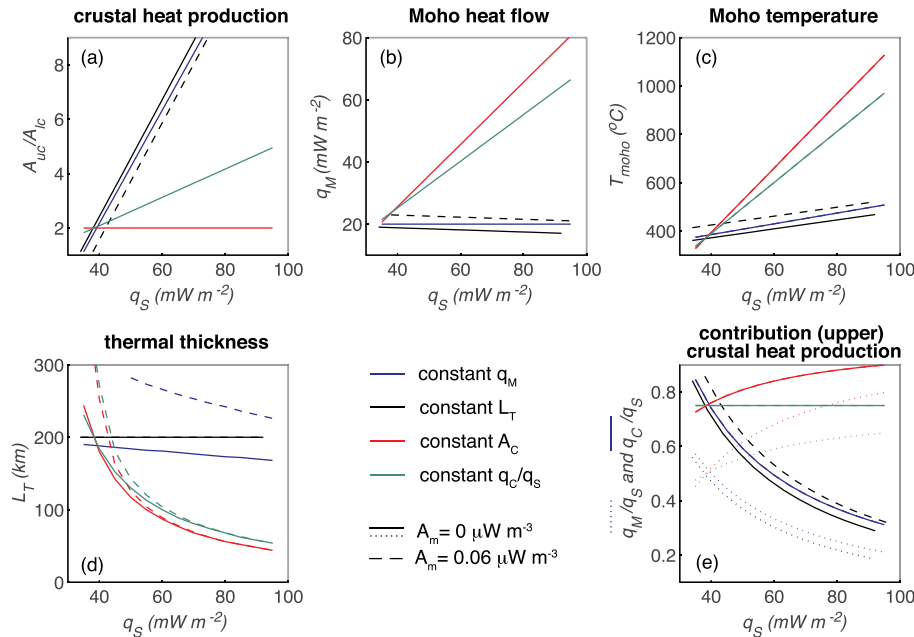 crustal heat production
(a)
A_uc/A_lc
8
6
4
2
40 60 80 100
q_S (mW m⁻²)
Moho heat flow
(b)
q_M (mW m⁻²)
80
60
40
20
40 60 80 100
q_S (mW m⁻²)
Moho temperature
(c)
T_moho (ºC)
1200
1000
800
600
400
40 60 80 100
q_S (mW m⁻²)
thermal thickness
(d)
L_T (km)
300
200
100
0
40 60 80 100
q_S (mW m⁻²)
constant q_M
constant L_T
constant A_C
constant q_C/q_S
A_m= 0 μW m⁻³
A_m= 0.06 μW m⁻³
contribution (upper)
crustal heat production
(e)
q_M/q_S and q_C/q_S
0.8
0.6
0.4
0.2
40 60 80 100
q_S (mW m⁻²)